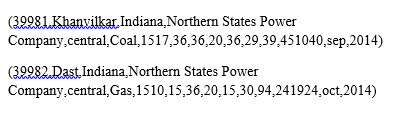 (39981,Khanvilkar,Indiana,Northern States Power
Company,central,Coal,1517,36,36,20,36,29,39,451040,sep,2014)
(39982,Dast,Indiana,Northern States Power
Company,central,Gas,1510,15,36,20,15,30,94,241924,oct,2014)